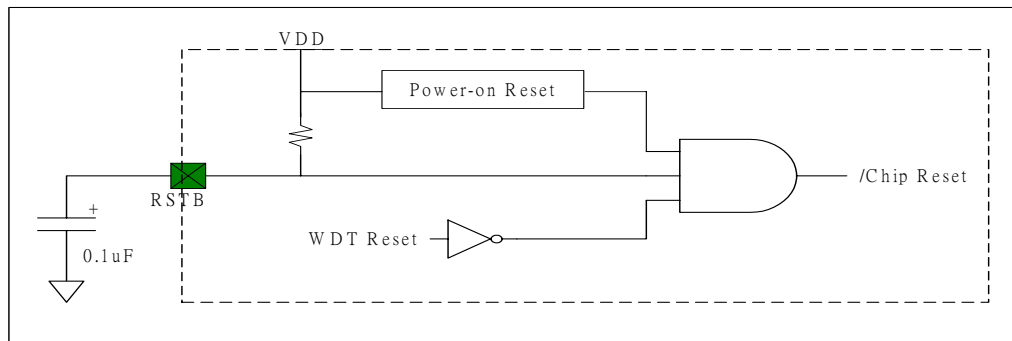 VDD
Power-on Reset
/Chip Reset
RSTB
+
WDT Reset
0.1uF